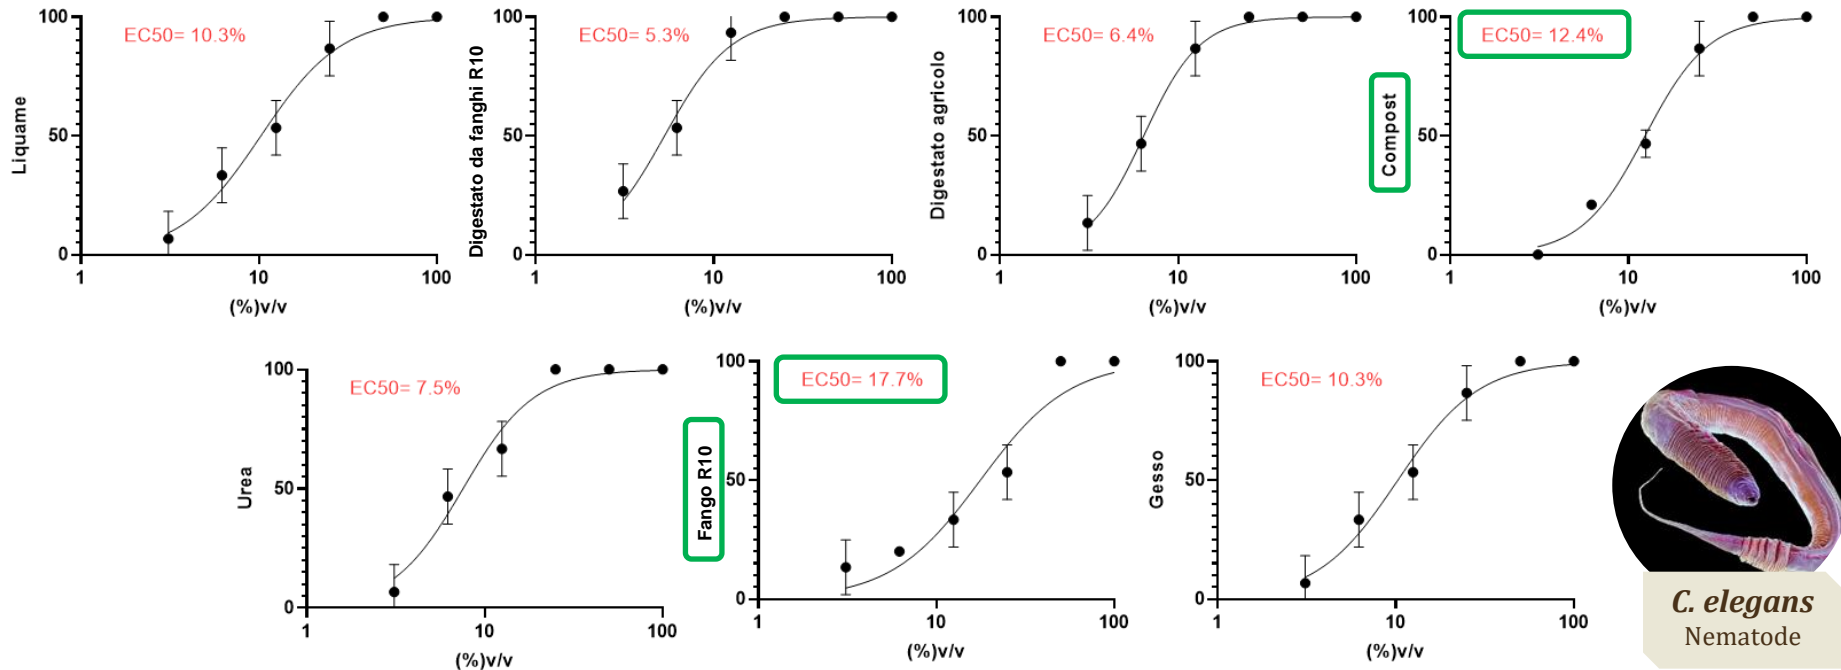 Liquame
100
50
0
EC50= 10.3%
1
10
100
(%)v/v
Digestato da fanghi R10
100
50
0
EC50= 5.3%
1
10
100
(%)v/v
Digestato agricolo
100
50
0
EC50= 6.4%
1
10
100
(%)v/v
Compost
100
50
0
EC50= 12.4%
1
10
100
(%)v/v
Urea
100
50
0
EC50= 7.5%
1
10
100
(%)v/v
Fango R10
100
50
0
EC50= 17.7%
1
10
100
(%)v/v
Gesso
100
50
0
EC50= 10.3%
1
10
100
(%)v/v
C. elegans
Nematode